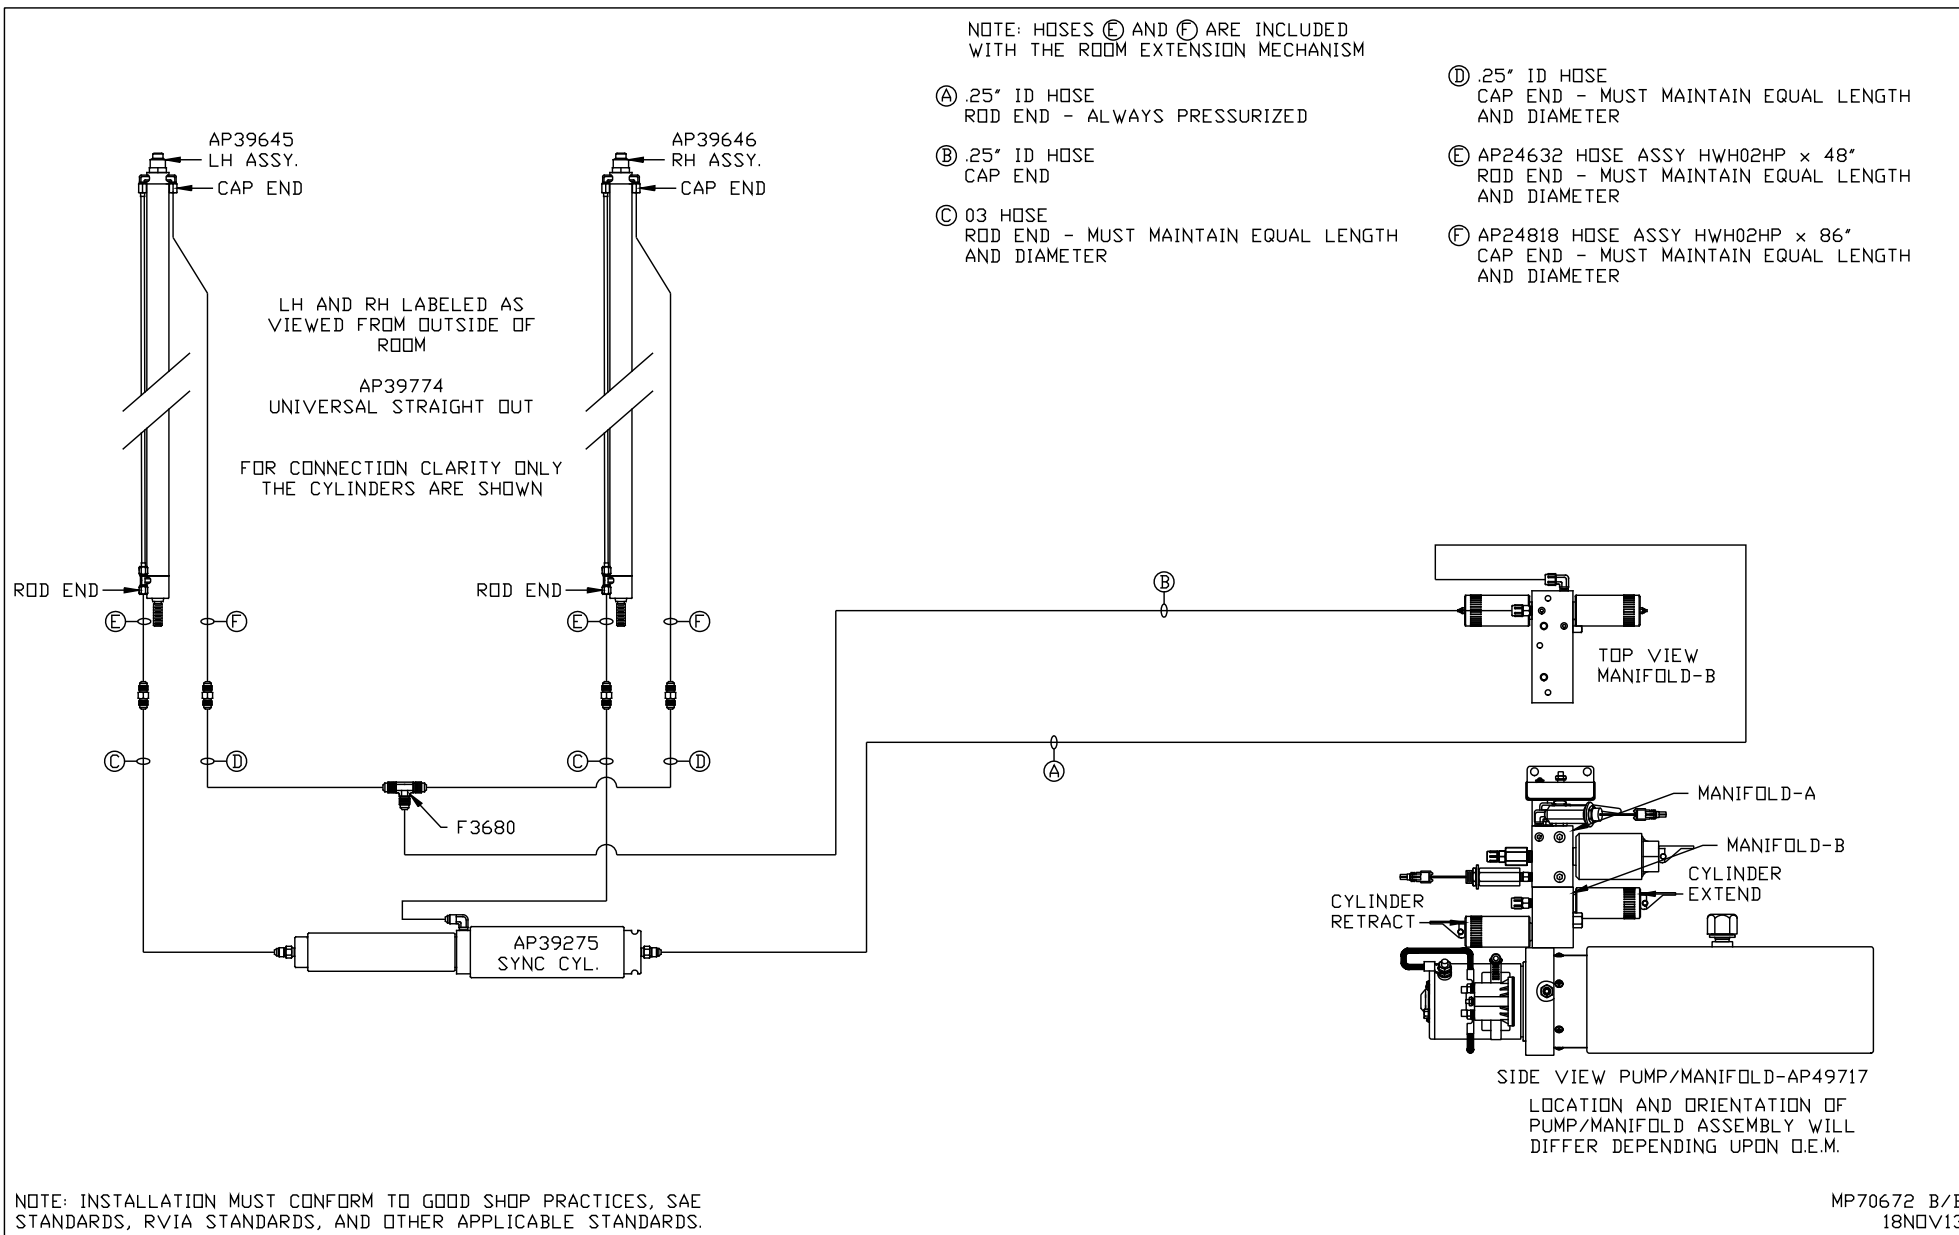 NOTE: HOSES Ⓔ AND Ⓕ ARE INCLUDED
WITH THE ROOM EXTENSION MECHANISM
Ⓐ .25" ID HOSE
ROD END - ALWAYS PRESSURIZED
Ⓑ .25" ID HOSE
CAP END
Ⓒ 03 HOSE
ROD END - MUST MAINTAIN EQUAL LENGTH
AND DIAMETER
Ⓓ .25" ID HOSE
CAP END - MUST MAINTAIN EQUAL LENGTH
AND DIAMETER
Ⓔ AP24632 HOSE ASSY HWH02HP x 48"
ROD END - MUST MAINTAIN EQUAL LENGTH
AND DIAMETER
Ⓕ AP24818 HOSE ASSY HWH02HP x 86"
CAP END - MUST MAINTAIN EQUAL LENGTH
AND DIAMETER
AP39645
LH ASSY.
CAP END
AP39646
RH ASSY.
CAP END
LH AND RH LABELED AS
VIEWED FROM OUTSIDE OF
ROOM
AP39774
UNIVERSAL STRAIGHT OUT
FOR CONNECTION CLARITY ONLY
THE CYLINDERS ARE SHOWN
ROD END
ROD END
Ⓔ
Ⓕ
Ⓔ
Ⓕ
Ⓑ
TOP VIEW
MANIFOLD-B
Ⓒ
Ⓓ
Ⓒ
Ⓓ
Ⓐ
F3680
MANIFOLD-A
MANIFOLD-B
CYLINDER
EXTEND
CYLINDER
RETRACT
AP39275
SYNC CYL.
SIDE VIEW PUMP/MANIFOLD-AP49717
LOCATION AND ORIENTATION OF
PUMP/MANIFOLD ASSEMBLY WILL
DIFFER DEPENDING UPON O.E.M.
NOTE: INSTALLATION MUST CONFORM TO GOOD SHOP PRACTICES, SAE
STANDARDS, RVIA STANDARDS, AND OTHER APPLICABLE STANDARDS.
MP70672
18NOV13